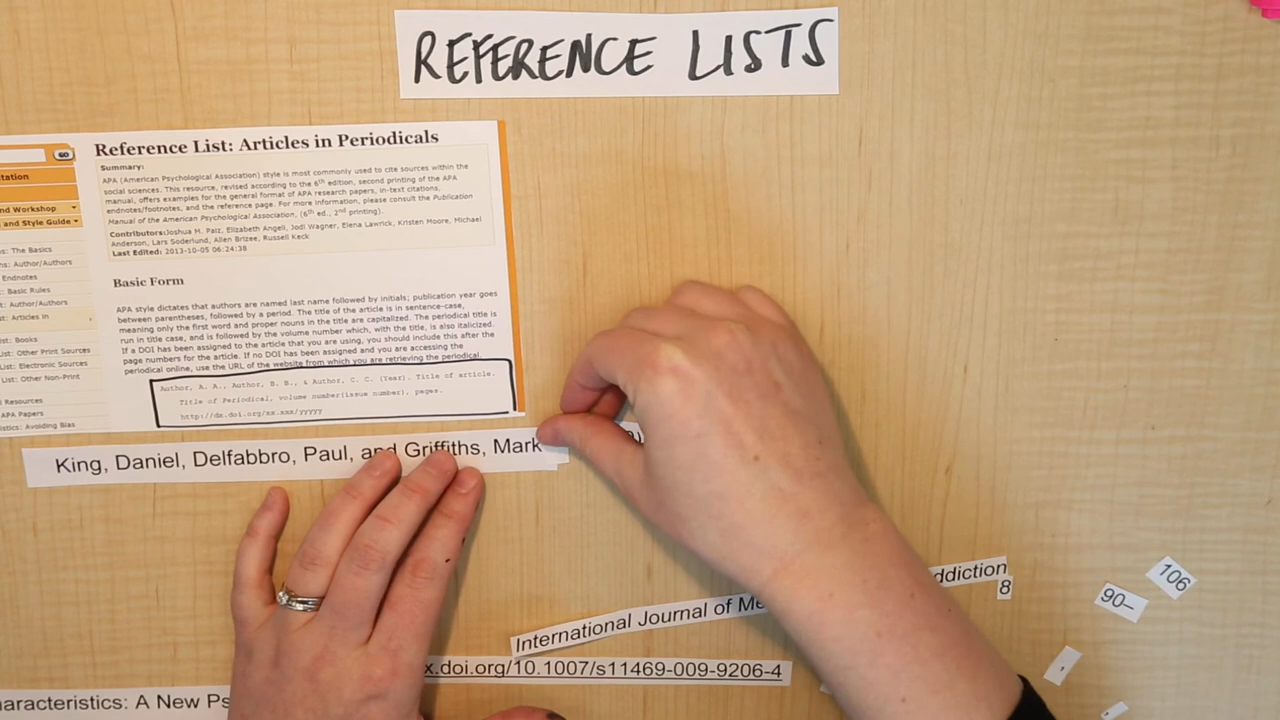 REFERENCE LISTS
Reference List: Articles in Periodicals
GO
Summary:
APA (American Psychological Association) style is most commonly used to cite sources within the
social sciences. This resource, revised according to the 6th edition, second printing of the APA
manual, offers examples for the general format of APA research papers, in-text citations,
endnotes/footnotes, and the reference page. For more information, please consult the Publication
Manual of the American Psychological Association, (6th ed., 2nd printing).
Contributors:Joshua M. Paiz, Elizabeth Angeli, Jodi Wagner, Elena Lawrick, Kristen Moore, Michael
Anderson, Lars Soderlund, Allen Brizee, Russell Keck
Last Edited: 2013-10-05 06:24:38
tation
nd Workshop
and Style Guide
s: The Basics
s: Author/Authors
Endnotes
: Basic Rules
t: Author/Authors
t: Articles in
ist: Books
List: Other Print Sources
List: Electronic Sources
List: Other Non-Print
l Resources
APA Papers
istics: Avoiding Bias
Basic Form
APA style dictates that authors are named last name followed by initials; publication year goes
between parentheses, followed by a period. The title of the article is in sentence-case,
meaning only the first word and proper nouns in the title are capitalized. The periodical title is
run in title case, and is followed by the volume number which, with the title, is also italicized.
If a DOI has been assigned to the article that you are using, you should include this after the
page numbers for the article. If no DOI has been assigned and you are accessing the
periodical online, use the URL of the website from which you are retrieving the periodical.
Author, A. A., Author, B. B., & Author, C. C. (Year). Title of article.
Title of Periodical, volume number(issue number), pages.
http://dx.doi.org/xx.xxx/yyyyy
King, Daniel, Delfabbro, Paul, and Griffiths, Mark
International Journal of Me
ddiction
8
90–
106
,
x.doi.org/10.1007/s11469-009-9206-4
aracteristics: A New Ps